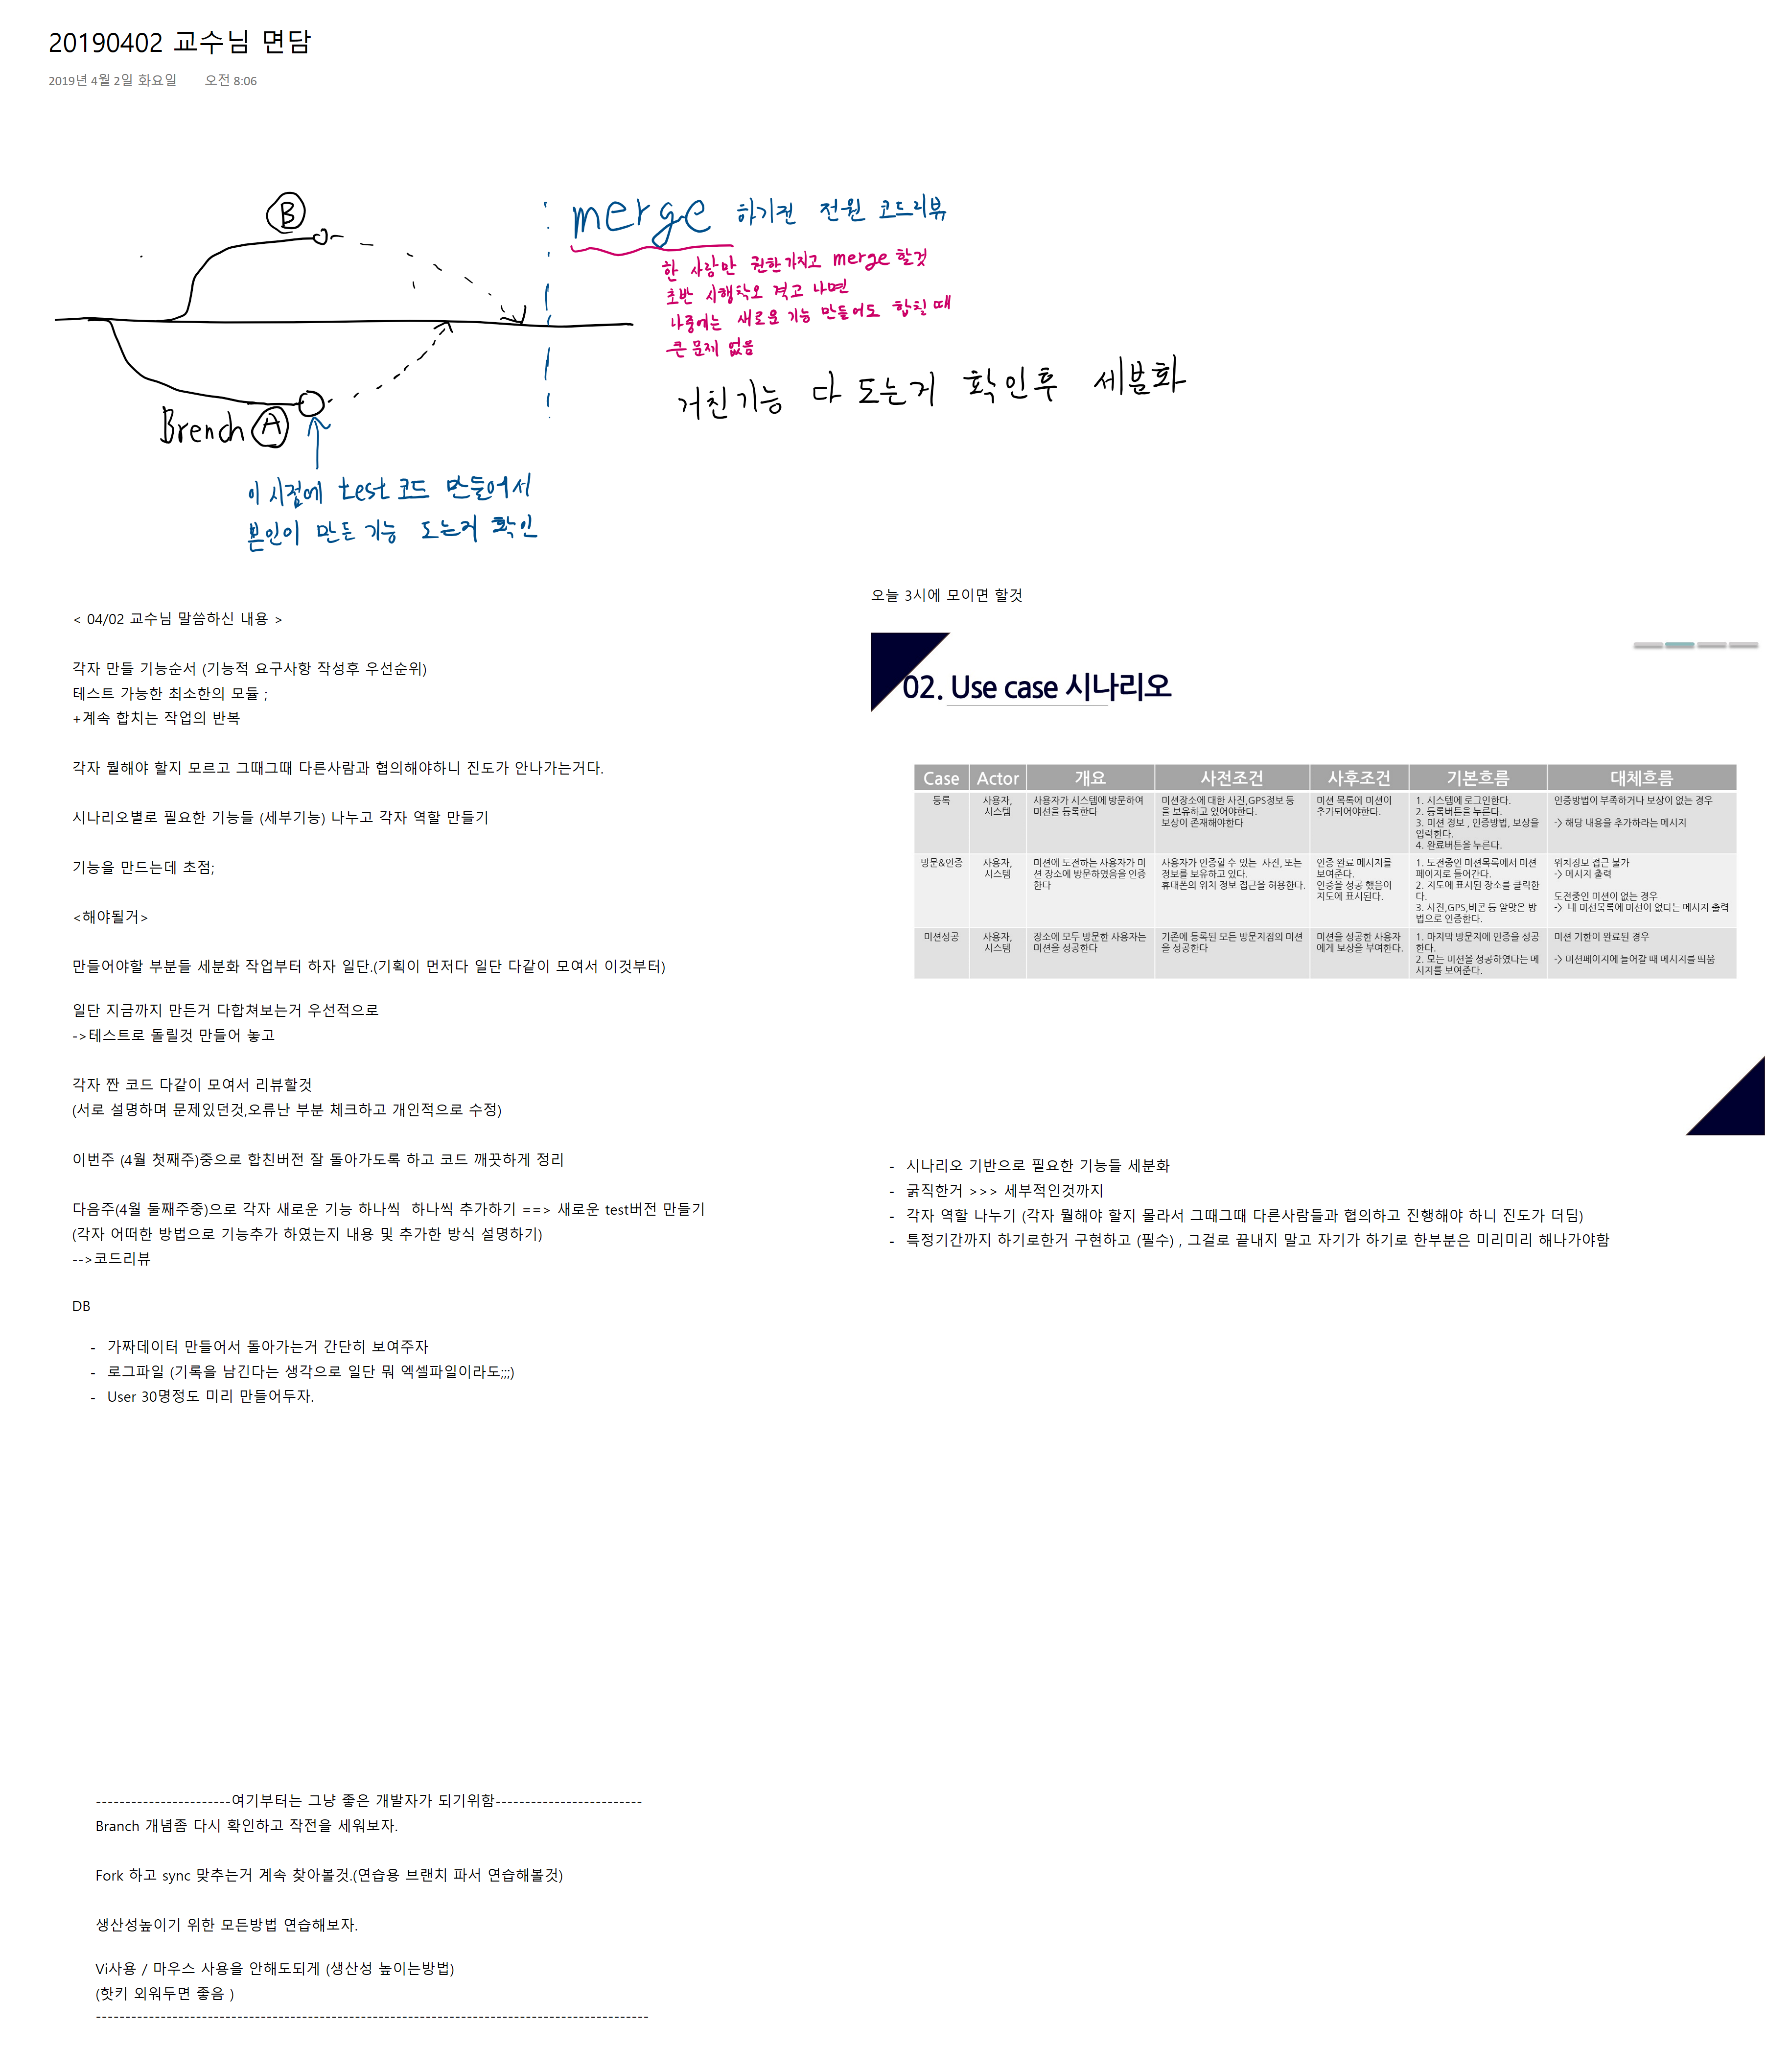 20190402 교수님 면담
2019년 4월 2일 화요일 오전 8:06
B
merge 하기전 전원 코드리뷰
한 사람만 권한가지고 merge 할것
초반 시행착오 겪고 나면
나중에는 새로운 기능 만들어도 합칠 때
큰 문제 없음
거친기능 다 도는거 확인후 세분화
Brench A
이 시점에 test 코드 만들어서
본인이 만든 기능 도는거 확인
< 04/02 교수님 말씀하신 내용 >
각자 만들 기능순서 (기능적 요구사항 작성후 우선순위)
테스트 가능한 최소한의 모듈 ;
+계속 합치는 작업의 반복
각자 뭘해야 할지 모르고 그때그때 다른사람과 협의해야하니 진도가 안나가는거다.
시나리오별로 필요한 기능들 (세부기능) 나누고 각자 역할 만들기
기능을 만드는데 초점;
<해야될거>
만들어야할 부분들 세분화 작업부터 하자 일단.(기획이 먼저다 일단 다같이 모여서 이것부터)
일단 지금까지 만든거 다합쳐보는거 우선적으로
->테스트로 돌릴것 만들어 놓고
각자 짠 코드 다같이 모여서 리뷰할것
(서로 설명하며 문제있던것,오류난 부분 체크하고 개인적으로 수정)
이번주 (4월 첫째주)중으로 합친버전 잘 돌아가도록 하고 코드 깨끗하게 정리
다음주(4월 둘째주중)으로 각자 새로운 기능 하나씩 하나씩 추가하기 ==> 새로운 test버전 만들기
(각자 어떠한 방법으로 기능추가 하였는지 내용 및 추가한 방식 설명하기)
-->코드리뷰
DB
- 가짜데이터 만들어서 돌아가는거 간단히 보여주자
- 로그파일 (기록을 남긴다는 생각으로 일단 뭐 엑셀파일이라도;;;)
- User 30명정도 미리 만들어두자.
오늘 3시에 모이면 할것
02. Use case 시나리오
Case Actor 개요 사전조건 사후조건 기본흐름 대체흐름
등록
사용자,
시스템
사용자가 시스템에 방문하여
미션을 등록한다
미션장소에 대한 사진,GPS정보 등
을 보유하고 있어야한다.
보상이 존재해야한다
미션 목록에 미션이
추가되어야한다.
1. 시스템에 로그인한다.
2. 등록버튼을 누른다.
3. 미션 정보 , 인증방법, 보상을
입력한다.
4. 완료버튼을 누른다.
인증방법이 부족하거나 보상이 없는 경우
-> 해당 내용을 추가하라는 메시지
방문&인증
사용자,
시스템
미션에 도전하는 사용자가 미
션 장소에 방문하였음을 인증
한다
사용자가 인증할 수 있는 사진, 또는
정보를 보유하고 있다.
휴대폰의 위치 정보 접근을 허용한다.
인증 완료 메시지를
보여준다.
인증을 성공 했음이
지도에 표시된다.
1. 도전중인 미션목록에서 미션
페이지로 들어간다.
2. 지도에 표시된 장소를 클릭한
다.
3. 사진,GPS,비콘 등 알맞은 방
법으로 인증한다.
위치정보 접근 불가
-> 메시지 출력
도전중인 미션이 없는 경우
-> 내 미션목록에 미션이 없다는 메시지 출력
미션성공
사용자,
시스템
장소에 모두 방문한 사용자는
미션을 성공한다
기존에 등록된 모든 방문지점의 미션
을 성공한다
미션을 성공한 사용자
에게 보상을 부여한다.
1. 마지막 방문지에 인증을 성공
한다.
2. 모든 미션을 성공하였다는 메
시지를 보여준다.
미션 기한이 완료된 경우
-> 미션페이지에 들어갈 때 메시지를 띄움
- 시나리오 기반으로 필요한 기능들 세분화
- 굵직한거 >>> 세부적인것까지
- 각자 역할 나누기 (각자 뭘해야 할지 몰라서 그때그때 다른사람들과 협의하고 진행해야 하니 진도가 더딤)
- 특정기간까지 하기로한거 구현하고 (필수) , 그걸로 끝내지 말고 자기가 하기로 한부분은 미리미리 해나가야함
-----------------------여기부터는 그냥 좋은 개발자가 되기위함-------------------------
Branch 개념좀 다시 확인하고 작전을 세워보자.
Fork 하고 sync 맞추는거 계속 찾아볼것.(연습용 브랜치 파서 연습해볼것)
생산성높이기 위한 모든방법 연습해보자.
Vi사용 / 마우스 사용을 안해도되게 (생산성 높이는방법)
(핫키 외워두면 좋음 )
----------------------------------------------------------------------------------------------